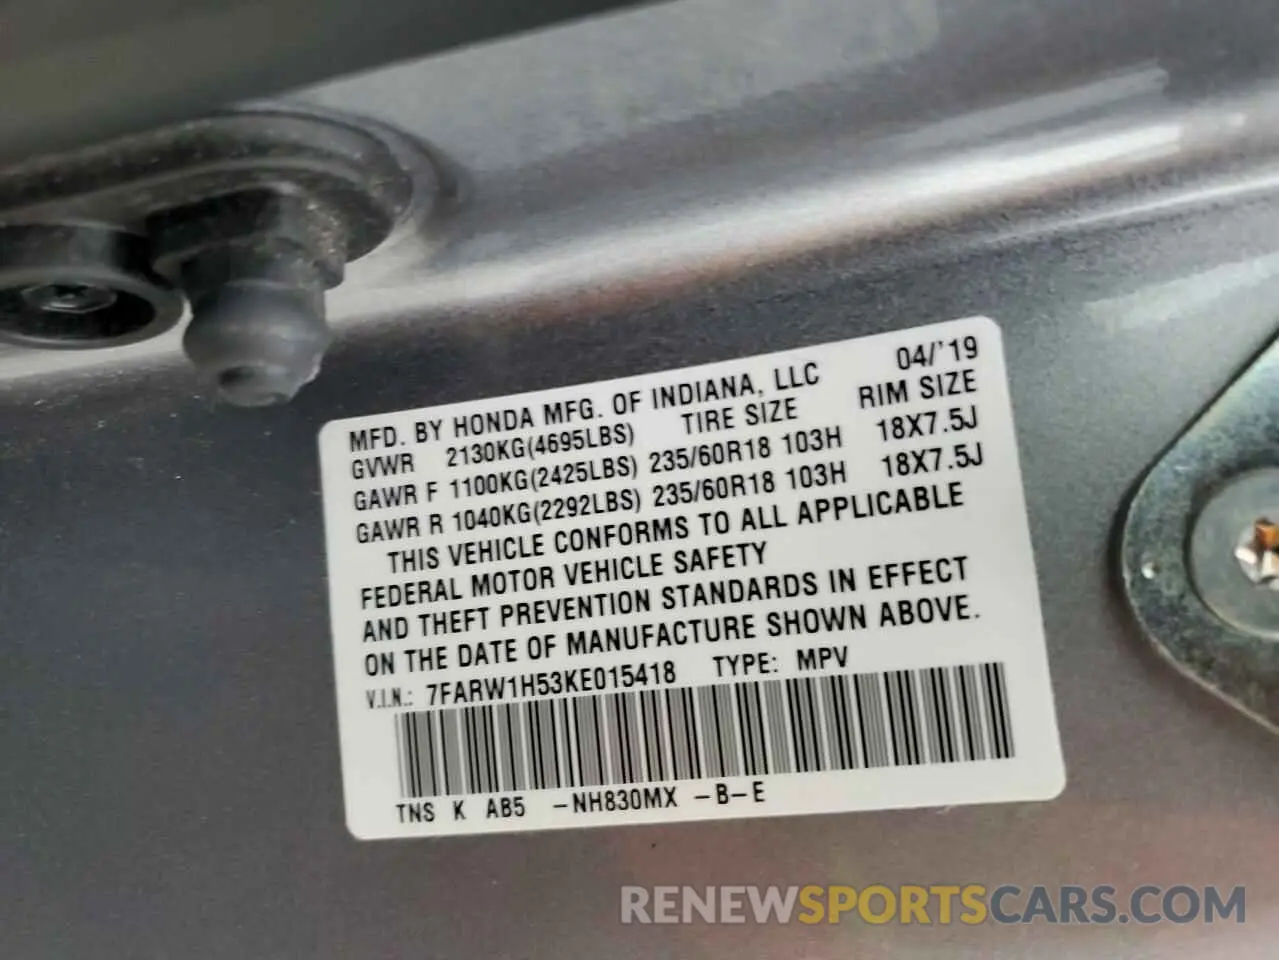 MFD. BY HONDA MFG. OF INDIANA, LLC 04/'19
GVWR 2130KG(4695LBS) TIRE SIZE RIM SIZE
GAWR F 1100KG(2425LBS) 235/60R18 103H 18X7.5J
GAWR R 1040KG(2292LBS) 235/60R18 103H 18X7.5J
THIS VEHICLE CONFORMS TO ALL APPLICABLE
FEDERAL MOTOR VEHICLE SAFETY
AND THEFT PREVENTION STANDARDS IN EFFECT
ON THE DATE OF MANUFACTURE SHOWN ABOVE.
V.I.N.: 7FARW1H53KE015418 TYPE: MPV
TNS K AB5 -NH830MX -B-E
RENEWSPORTSCARS.COM